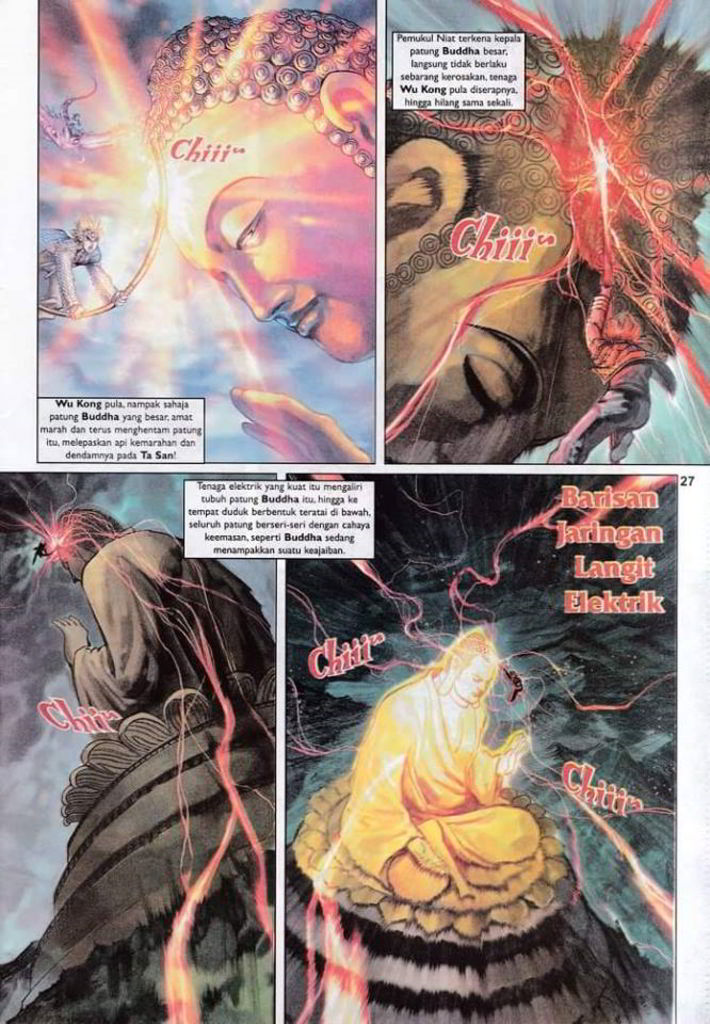 Chiii
Wu Kong pula, nampak sahaja
patung Buddha yang besar, amat
marah dan terus menghentam patung
itu, melepaskan api kemarahan dan
dendamnya pada Ta San!
Pemukul Niat terkena kepala
patung Buddha besar,
langsung tidak berlaku
sebarang kerosakan, tenaga
Wu Kong pula diserapnya,
hingga hilang sama sekali.
Chiii
27
Tenaga elektrik yang kuat itu mengaliri
tubuh patung Buddha itu, hingga ke
tempat duduk berbentuk teratai di bawah,
seluruh patung berseri-seri dengan cahaya
keemasan, seperti Buddha sedang
menampakkan suatu keajaiban.
Chiii
Barisan
Jaringan
Langit
Elektrik
Chiii
Chiii